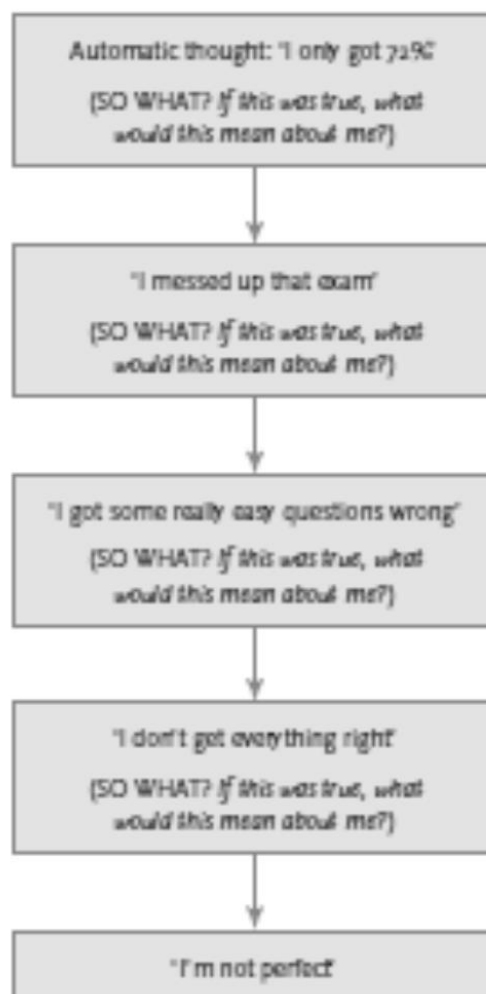 Automatic thought: "I only got 72%"
(SO WHAT? If this was true, what
would this mean about me?)
"I messed up that exam"
(SO WHAT? If this was true, what
would this mean about me?)
"I got some really easy questions wrong"
(SO WHAT? If this was true, what
would this mean about me?)
"I don't get everything right"
(SO WHAT? If this was true, what
would this mean about me?)
"I'm not perfect"